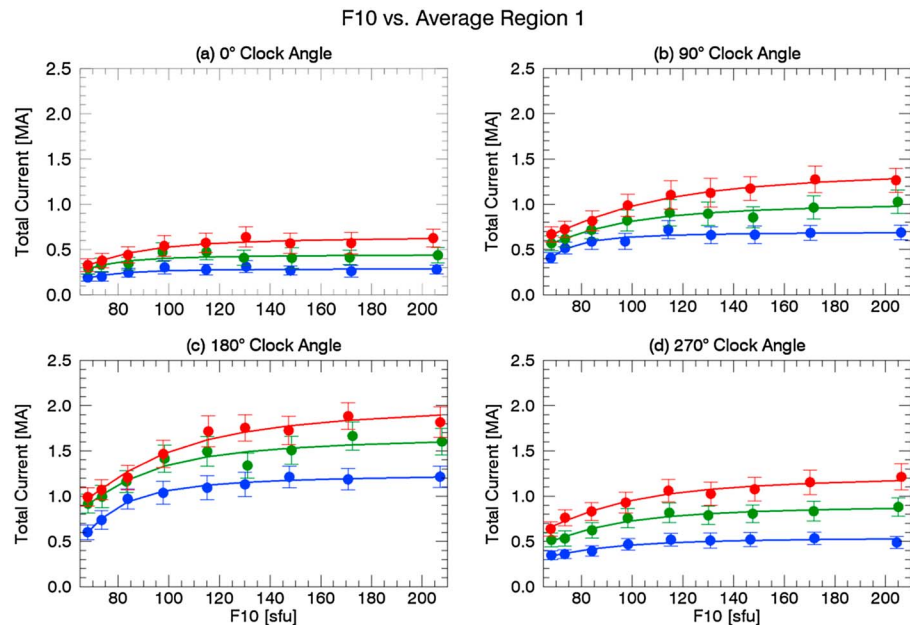 F10 vs. Average Region 1
(a) 0° Clock Angle
(b) 90° Clock Angle
2.5
2.0
1.5
1.0
0.5
0.0
Total Current [MA]
80 100 120 140 160 180 200
2.5
2.0
1.5
1.0
0.5
0.0
Total Current [MA]
80 100 120 140 160 180 200
(c) 180° Clock Angle
(d) 270° Clock Angle
2.5
2.0
1.5
1.0
0.5
0.0
Total Current [MA]
80 100 120 140 160 180 200
F10 [sfu]
2.5
2.0
1.5
1.0
0.5
0.0
Total Current [MA]
80 100 120 140 160 180 200
F10 [sfu]